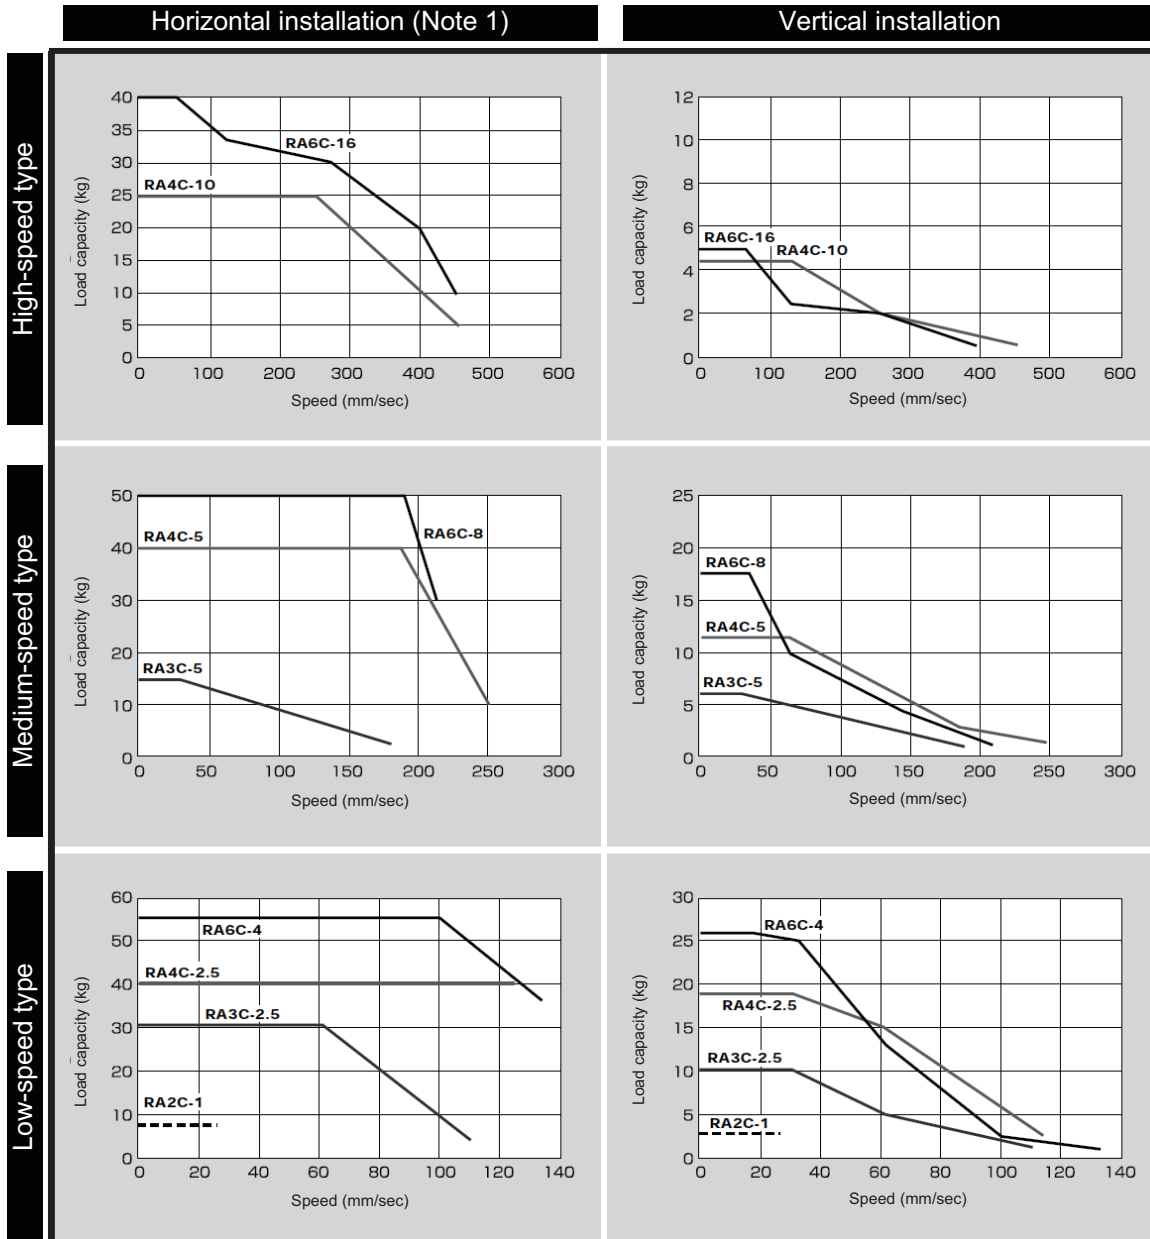 Horizontal installation (Note 1)
Vertical installation
High-speed type
Load capacity (kg)
40
35
30
25
20
15
10
5
0
RA6C-16
RA4C-10
0 100 200 300 400 500 600
Speed (mm/sec)
Load capacity (kg)
12
10
8
6
4
2
0
RA6C-16
RA4C-10
0 100 200 300 400 500 600
Speed (mm/sec)
Medium-speed type
Load capacity (kg)
50
40
30
20
10
0
RA4C-5
RA6C-8
RA3C-5
0 50 100 150 200 250 300
Speed (mm/sec)
Load capacity (kg)
25
20
15
10
5
0
RA6C-8
RA4C-5
RA3C-5
0 50 100 150 200 250 300
Speed (mm/sec)
Low-speed type
Load capacity (kg)
60
50
40
30
20
10
0
RA6C-4
RA4C-2.5
RA3C-2.5
RA2C-1
0 20 40 60 80 100 120 140
Speed (mm/sec)
Load capacity (kg)
30
25
20
15
10
5
0
RA6C-4
RA4C-2.5
RA3C-2.5
RA2C-1
0 20 40 60 80 100 120 140
Speed (mm/sec)